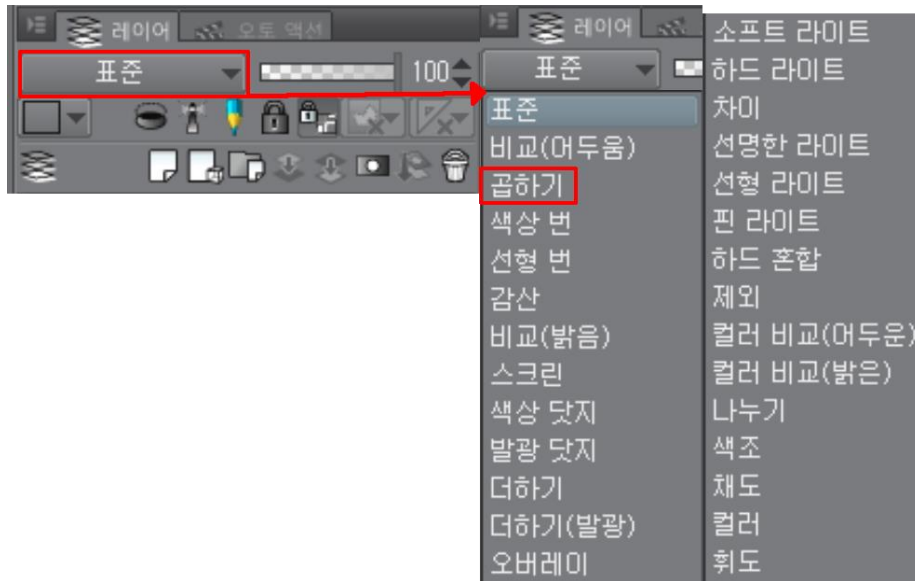 레이어 오토 액션
표준 100
레이어
표준
표준
비교(어두움)
곱하기
색상 번
선형 번
감산
비교(밝음)
스크린
색상 닷지
발광 닷지
더하기
더하기(발광)
오버레이
소프트 라이트
하드 라이트
차이
선명한 라이트
선형 라이트
핀 라이트
하드 혼합
제외
컬러 비교(어두운)
컬러 비교(밝은)
나누기
색조
채도
컬러
휘도